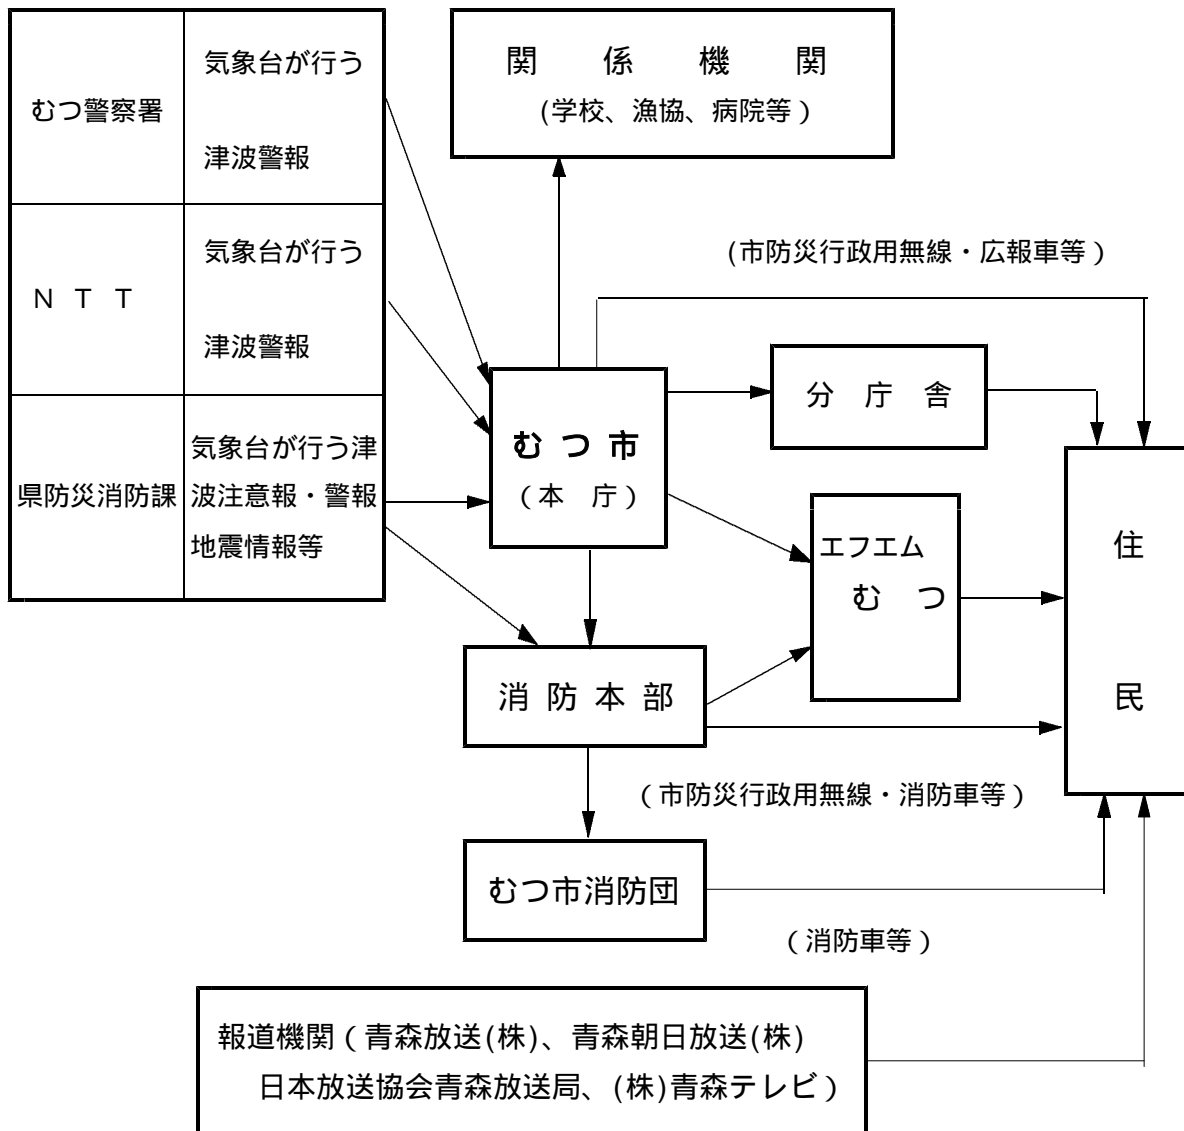 むつ警察署
気象台が行う
津波警報
ＮＴＴ
気象台が行う
津波警報
県防災消防課
気象台が行う津
波注意報・警報
地震情報等
関係機関
(学校、漁協、病院等）
(市防災行政用無線・広報車等）
むつ市
（本庁）
分庁舎
エフエム
むつ
住民
消防本部
（市防災行政用無線・消防車等）
むつ市消防団
（消防車等）
報道機関（青森放送(株)、青森朝日放送(株)
日本放送協会青森放送局、(株)青森テレビ）